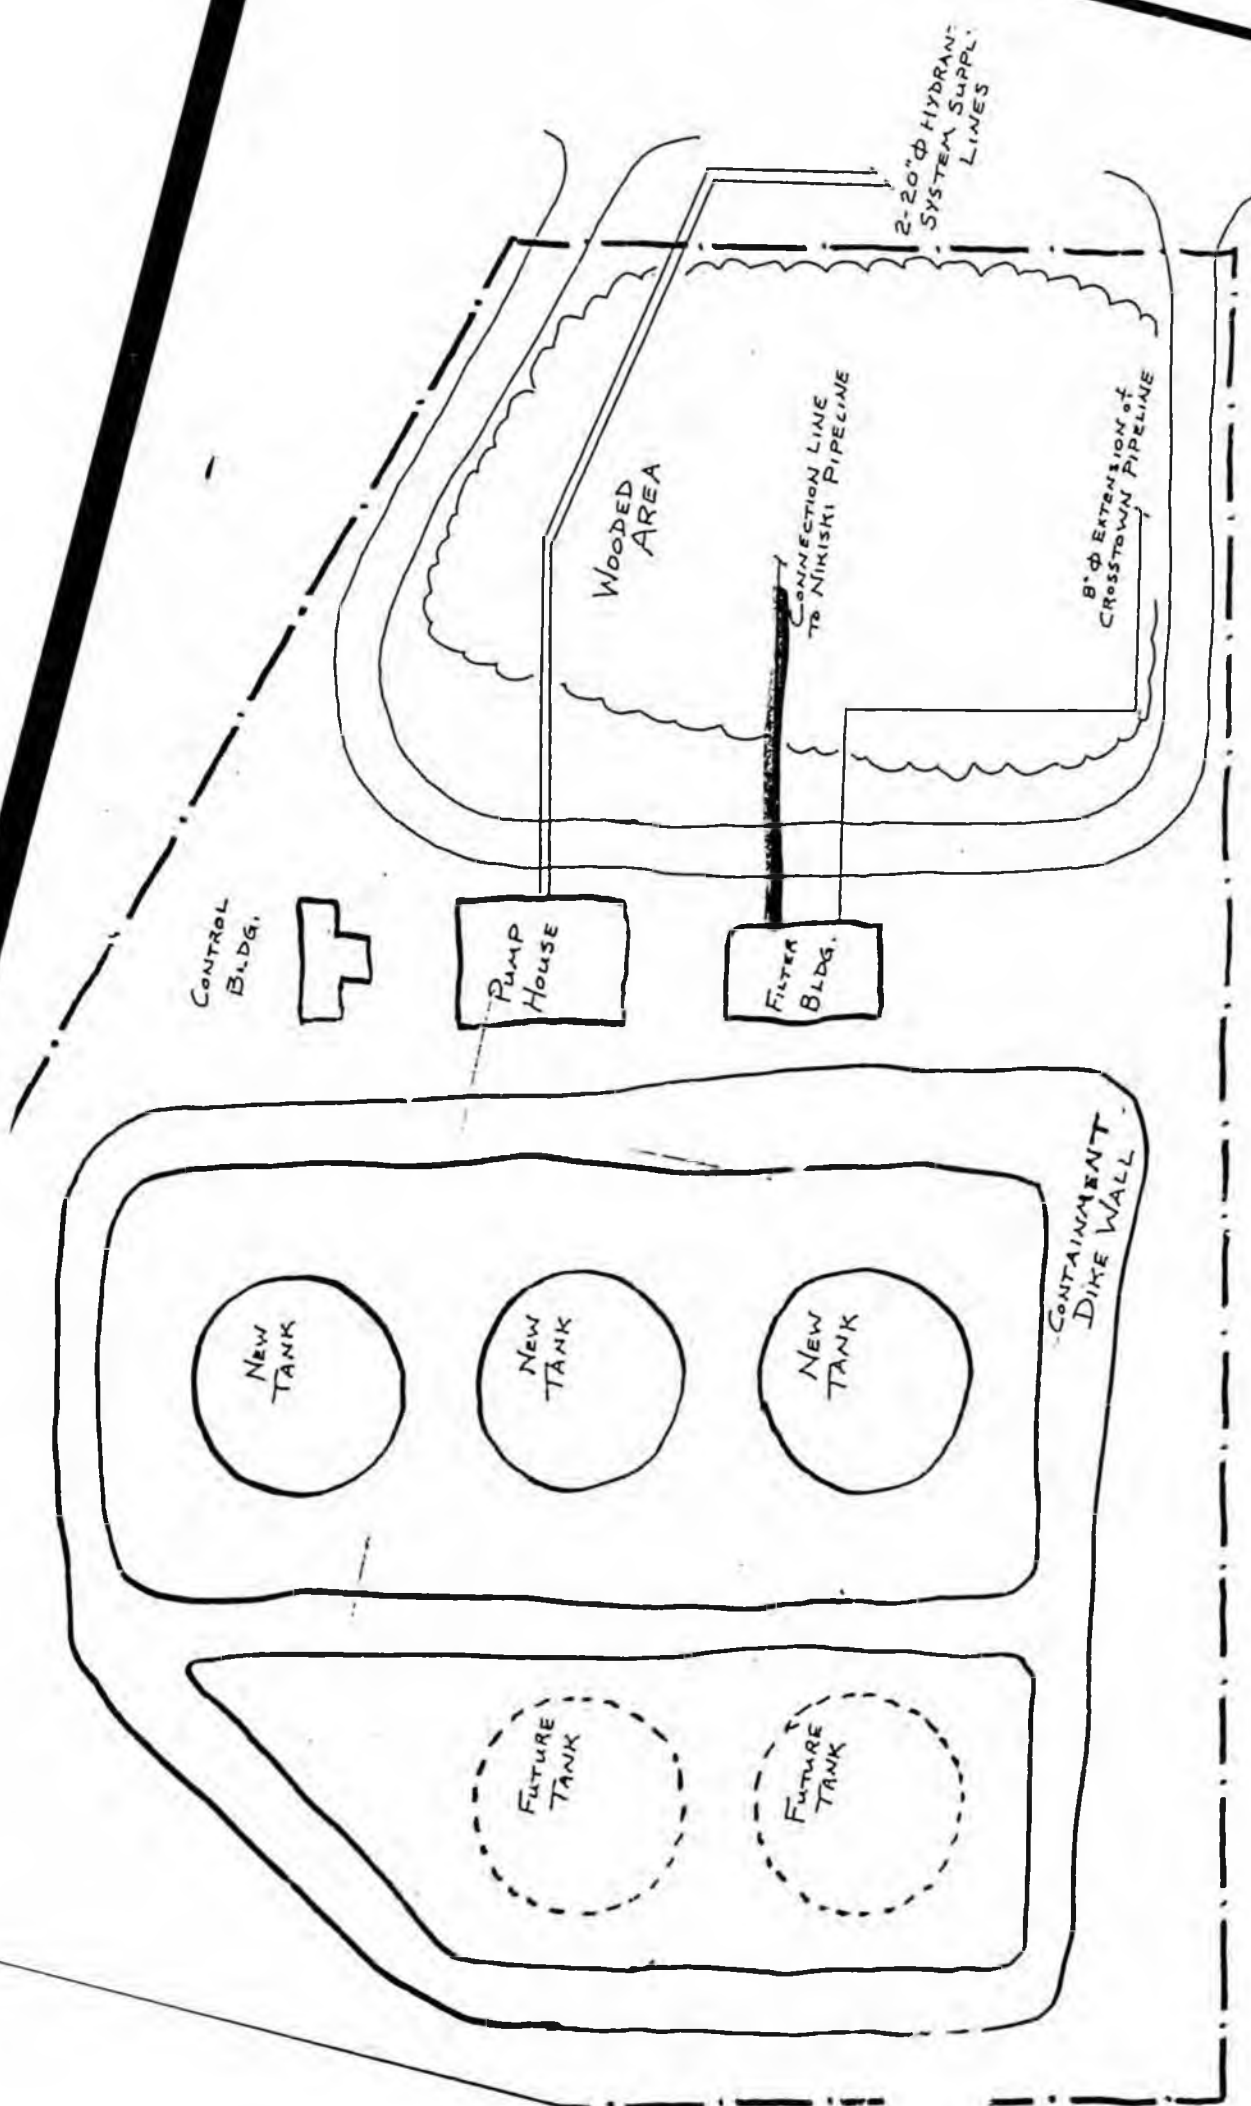 2-20"Φ HYDRAN
SYSTEM SUPPL
LINES
WOODED
AREA
CONNECTION LINE
TO NIKISKI PIPELINE
8"Φ EXTENSION of
CROSSTOWN PIPELINE
CONTROL
BLDG.
PUMP
HOUSE
FILTER
BLDG.
CONTAINMENT
DIKE WALL
NEW
TANK
NEW
TANK
NEW
TANK
FUTURE
TANK
FUTURE
TANK